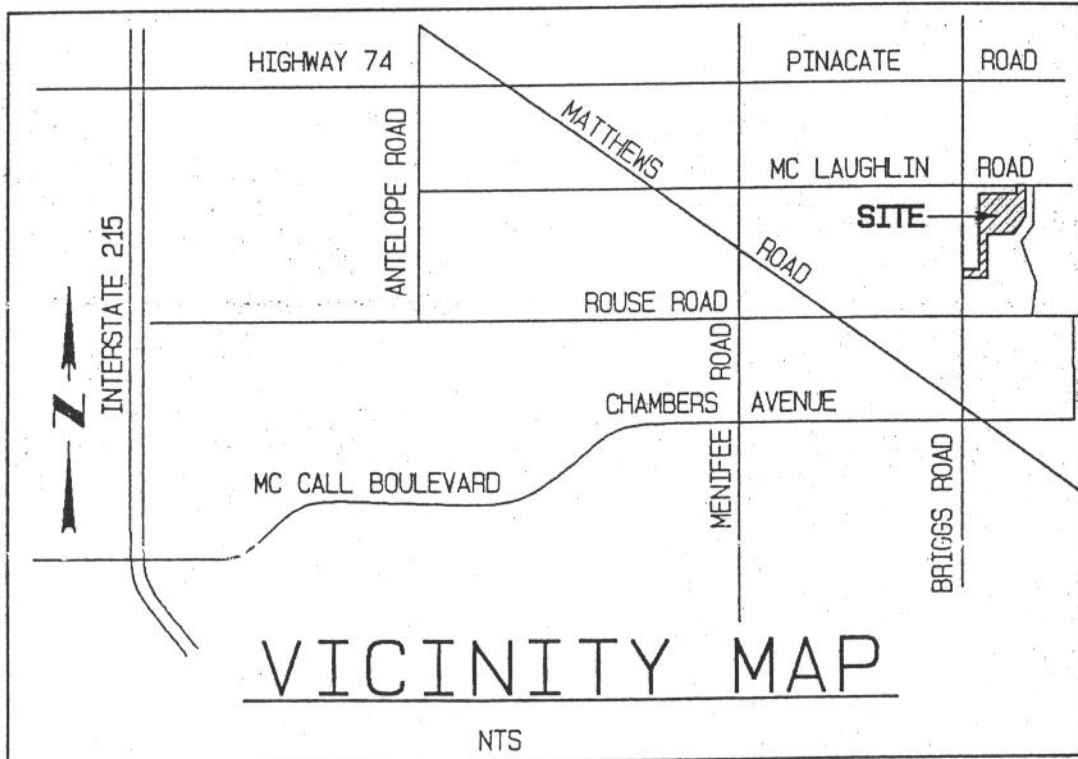 HIGHWAY 74
PINACATE ROAD
ANTELOPE ROAD
MATTHEWS ROAD
MC LAUGHLIN ROAD
SITE
INTERSTATE 215
N
ROUSE ROAD
MENIFEE ROAD
CHAMBERS AVENUE
MC CALL BOULEVARD
BRIGGS ROAD
VICINITY MAP
NTS